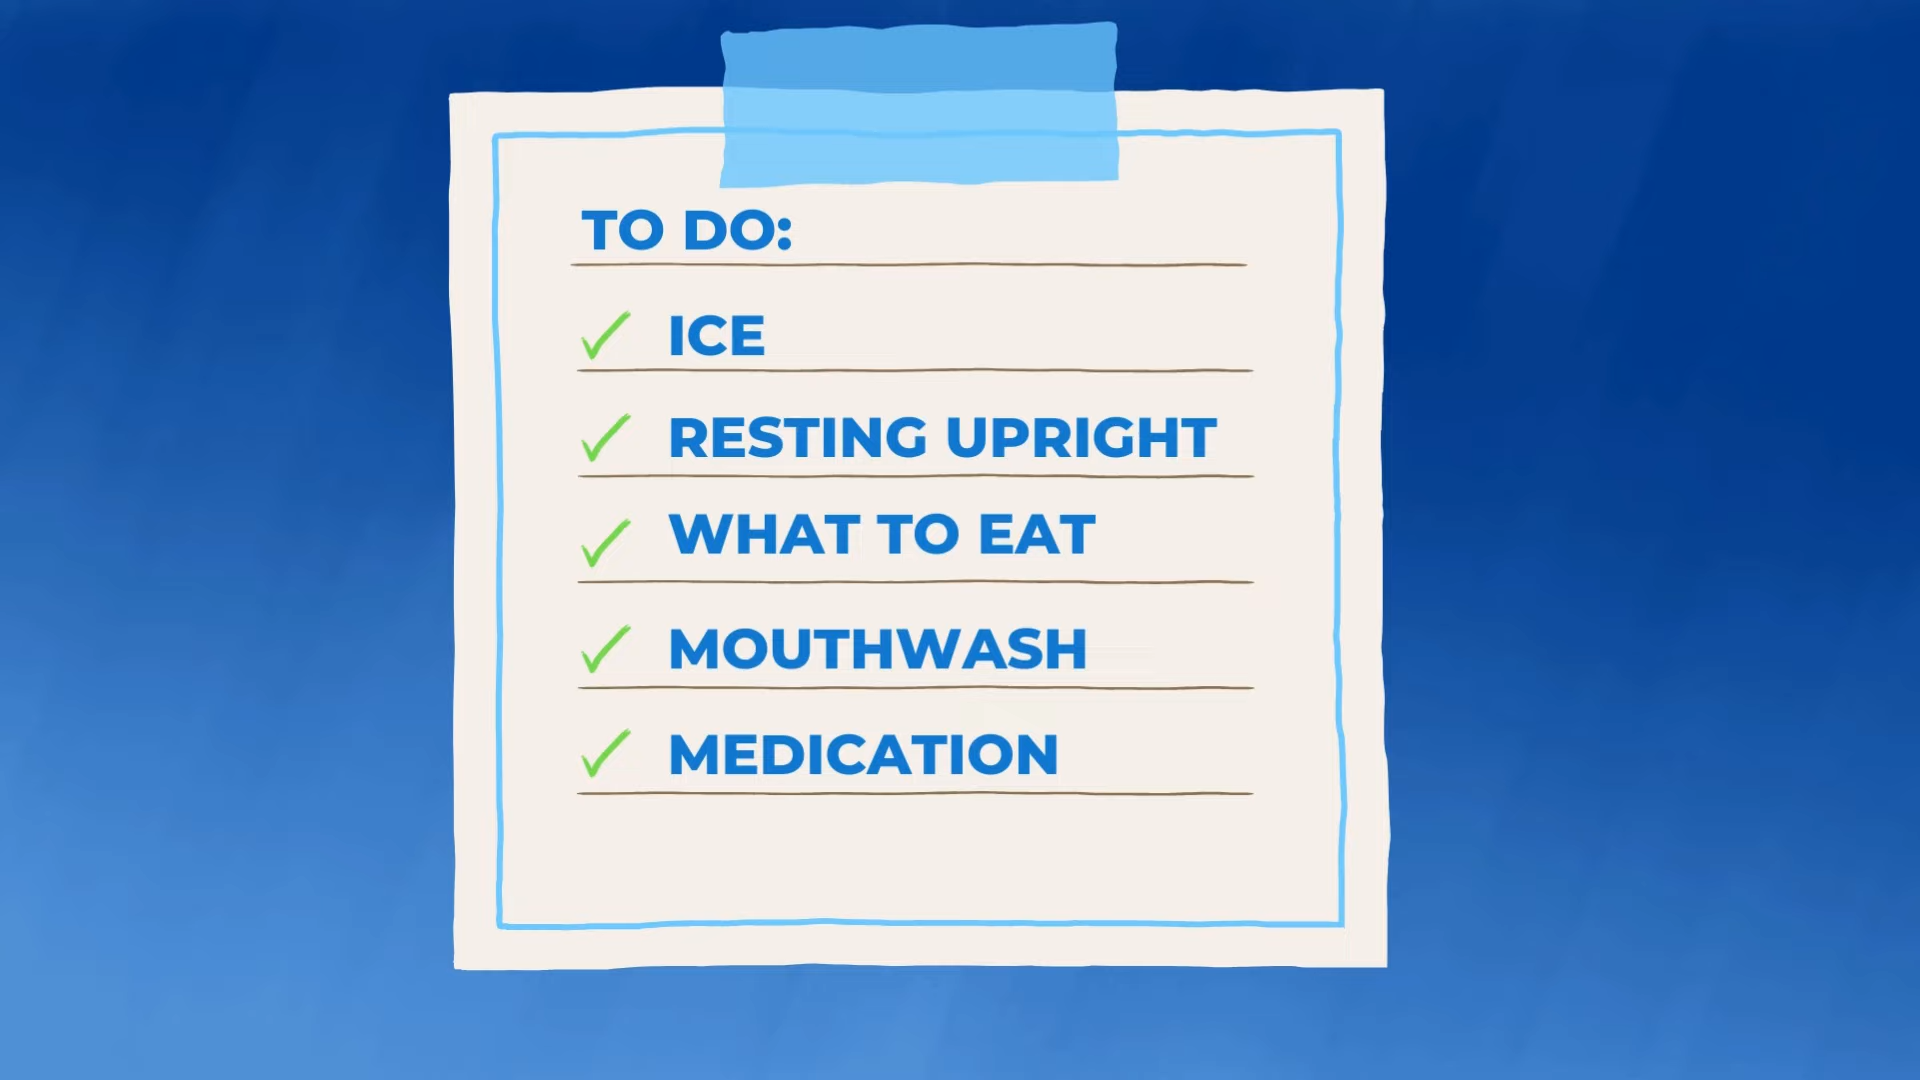 TO DO:
ICE
RESTING UPRIGHT
WHAT TO EAT
MOUTHWASH
MEDICATION